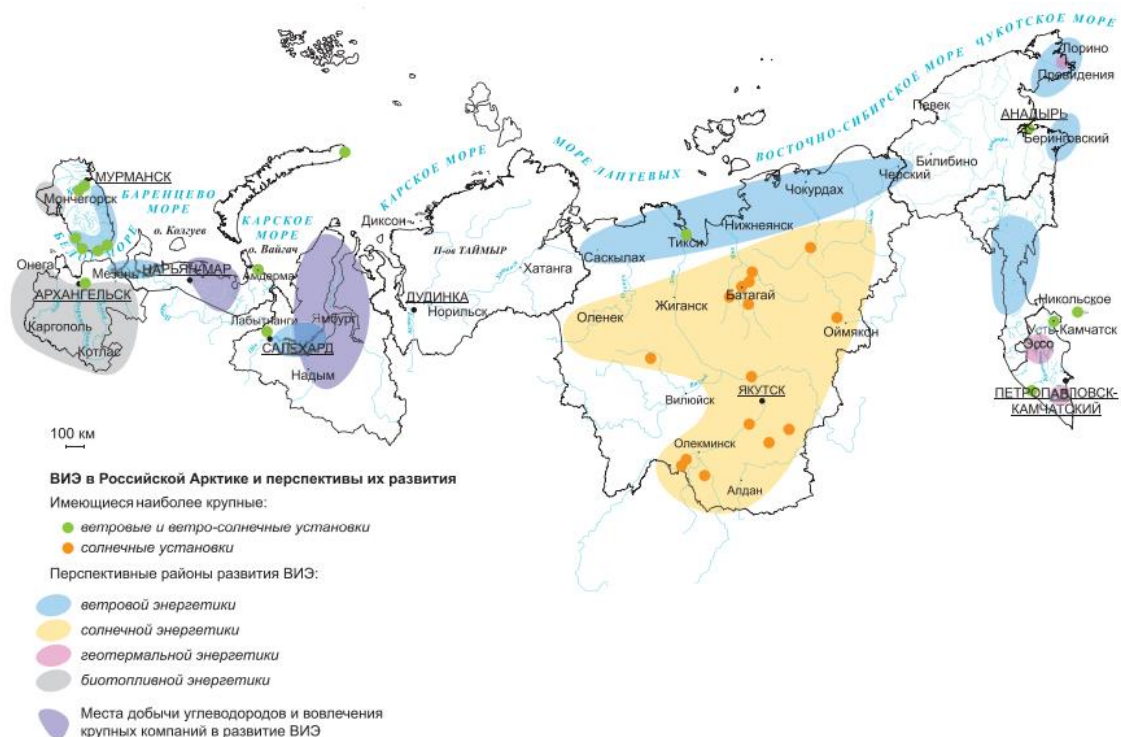 ЧУКОТСКОЕ МОРЕ
Лорино
Провидения
Певек
АНАДЫРЬ
Беринговский
ВОСТОЧНО-СИБИРСКОЕ МОРЕ
Билибино
Черский
МОРЕ ЛАПТЕВЫХ
Чокурдах
КАРСКОЕ МОРЕ
МУРМАНСК
Мончегорск
БАРЕНЦЕВО
МОРЕ
БЕЛОЕ МОРЕ
о. Колгуев
КАРСКОЕ
МОРЕ
о. Вайгач
Диксон
П-ов ТАЙМЫР
Нижнеянск
Тикси
Саскылах
Хатанга
Онега
Мезень
НАРЬЯН-МАР
Амдерма
АРХАНГЕЛЬСК
ДУДИНКА
Норильск
Жиганск
Батагай
Оленек
Оймякон
Никольское
Усть-Камчатск
Эссо
Каргополь
Котлас
Лабытнанги
Ямбург
САЛЕХАРД
Надым
ЯКУТСК
Вилюйск
ПЕТРОПАВЛОВСК-
КАМЧАТСКИЙ
Олекминск
Алдан
100 км
ВИЭ в Российской Арктике и перспективы их развития
Имеющиеся наиболее крупные:
ветровые и ветро-солнечные установки
солнечные установки
Перспективные районы развития ВИЭ:
ветровой энергетики
солнечной энергетики
геотермальной энергетики
биотопливной энергетики
Места добычи углеводородов и вовлечения
крупных компаний в развитие ВИЭ